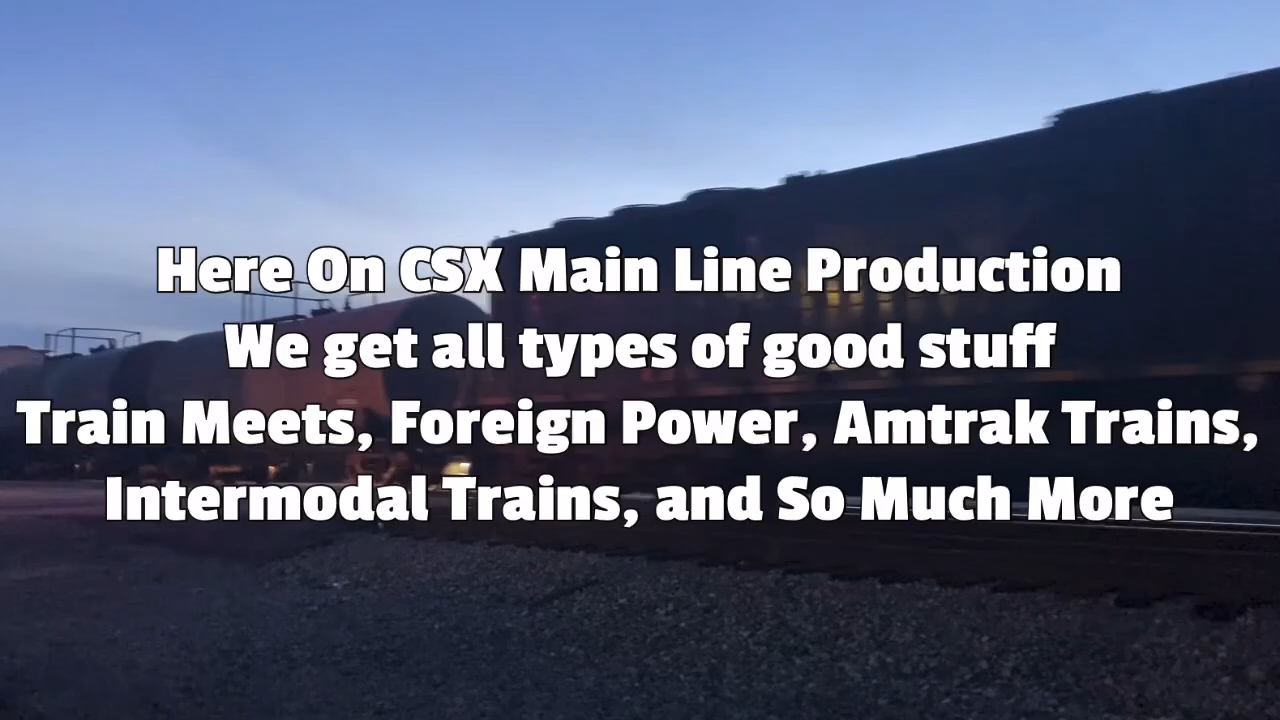 Here On CSX Main Line Production
We get all types of good stuff
Train Meets, Foreign Power, Amtrak Trains,
Intermodal Trains, and So Much More